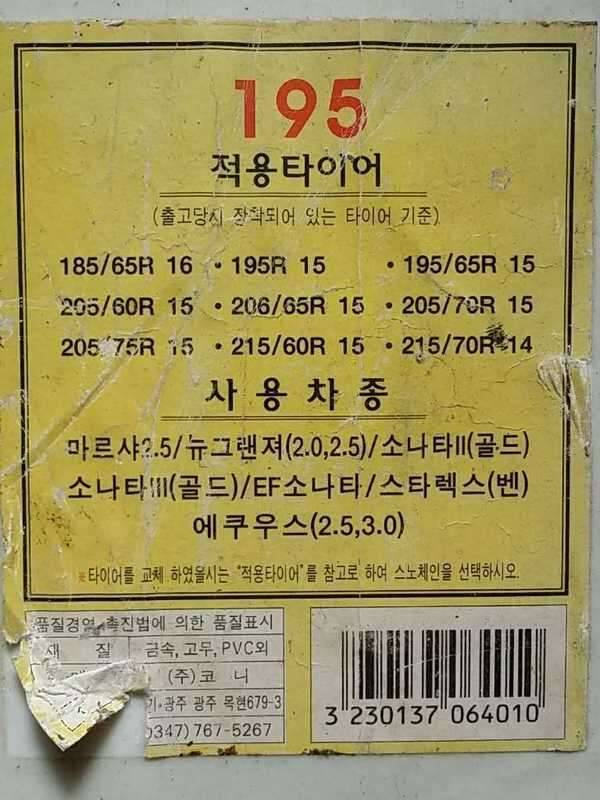 195
적용타이어
(출고당시 장착되어 있는 타이어 기준)
185/65R 16 • 195R 15 • 195/65R 15
205/60R 15 • 206/65R 15 • 205/70R 15
205/75R 15 • 215/60R 15 • 215/70R 14
사용차종
마르샤2.5/뉴그랜져(2.0,2.5)/소나타II(골드)
소나타III(골드)/EF소나타/스타렉스(벤)
에쿠우스(2.5,3.0)
※타이어를 교체 하였을시는 "적용타이어"를 참고로 하여 스노체인을 선택하시오.
품질경영 촉진법에 의한 품질표시
재 질 금속, 고무, PVC외
(주)코 니
기·광주 광주 목현679-3
0347) 767-5267
3 230137 064010